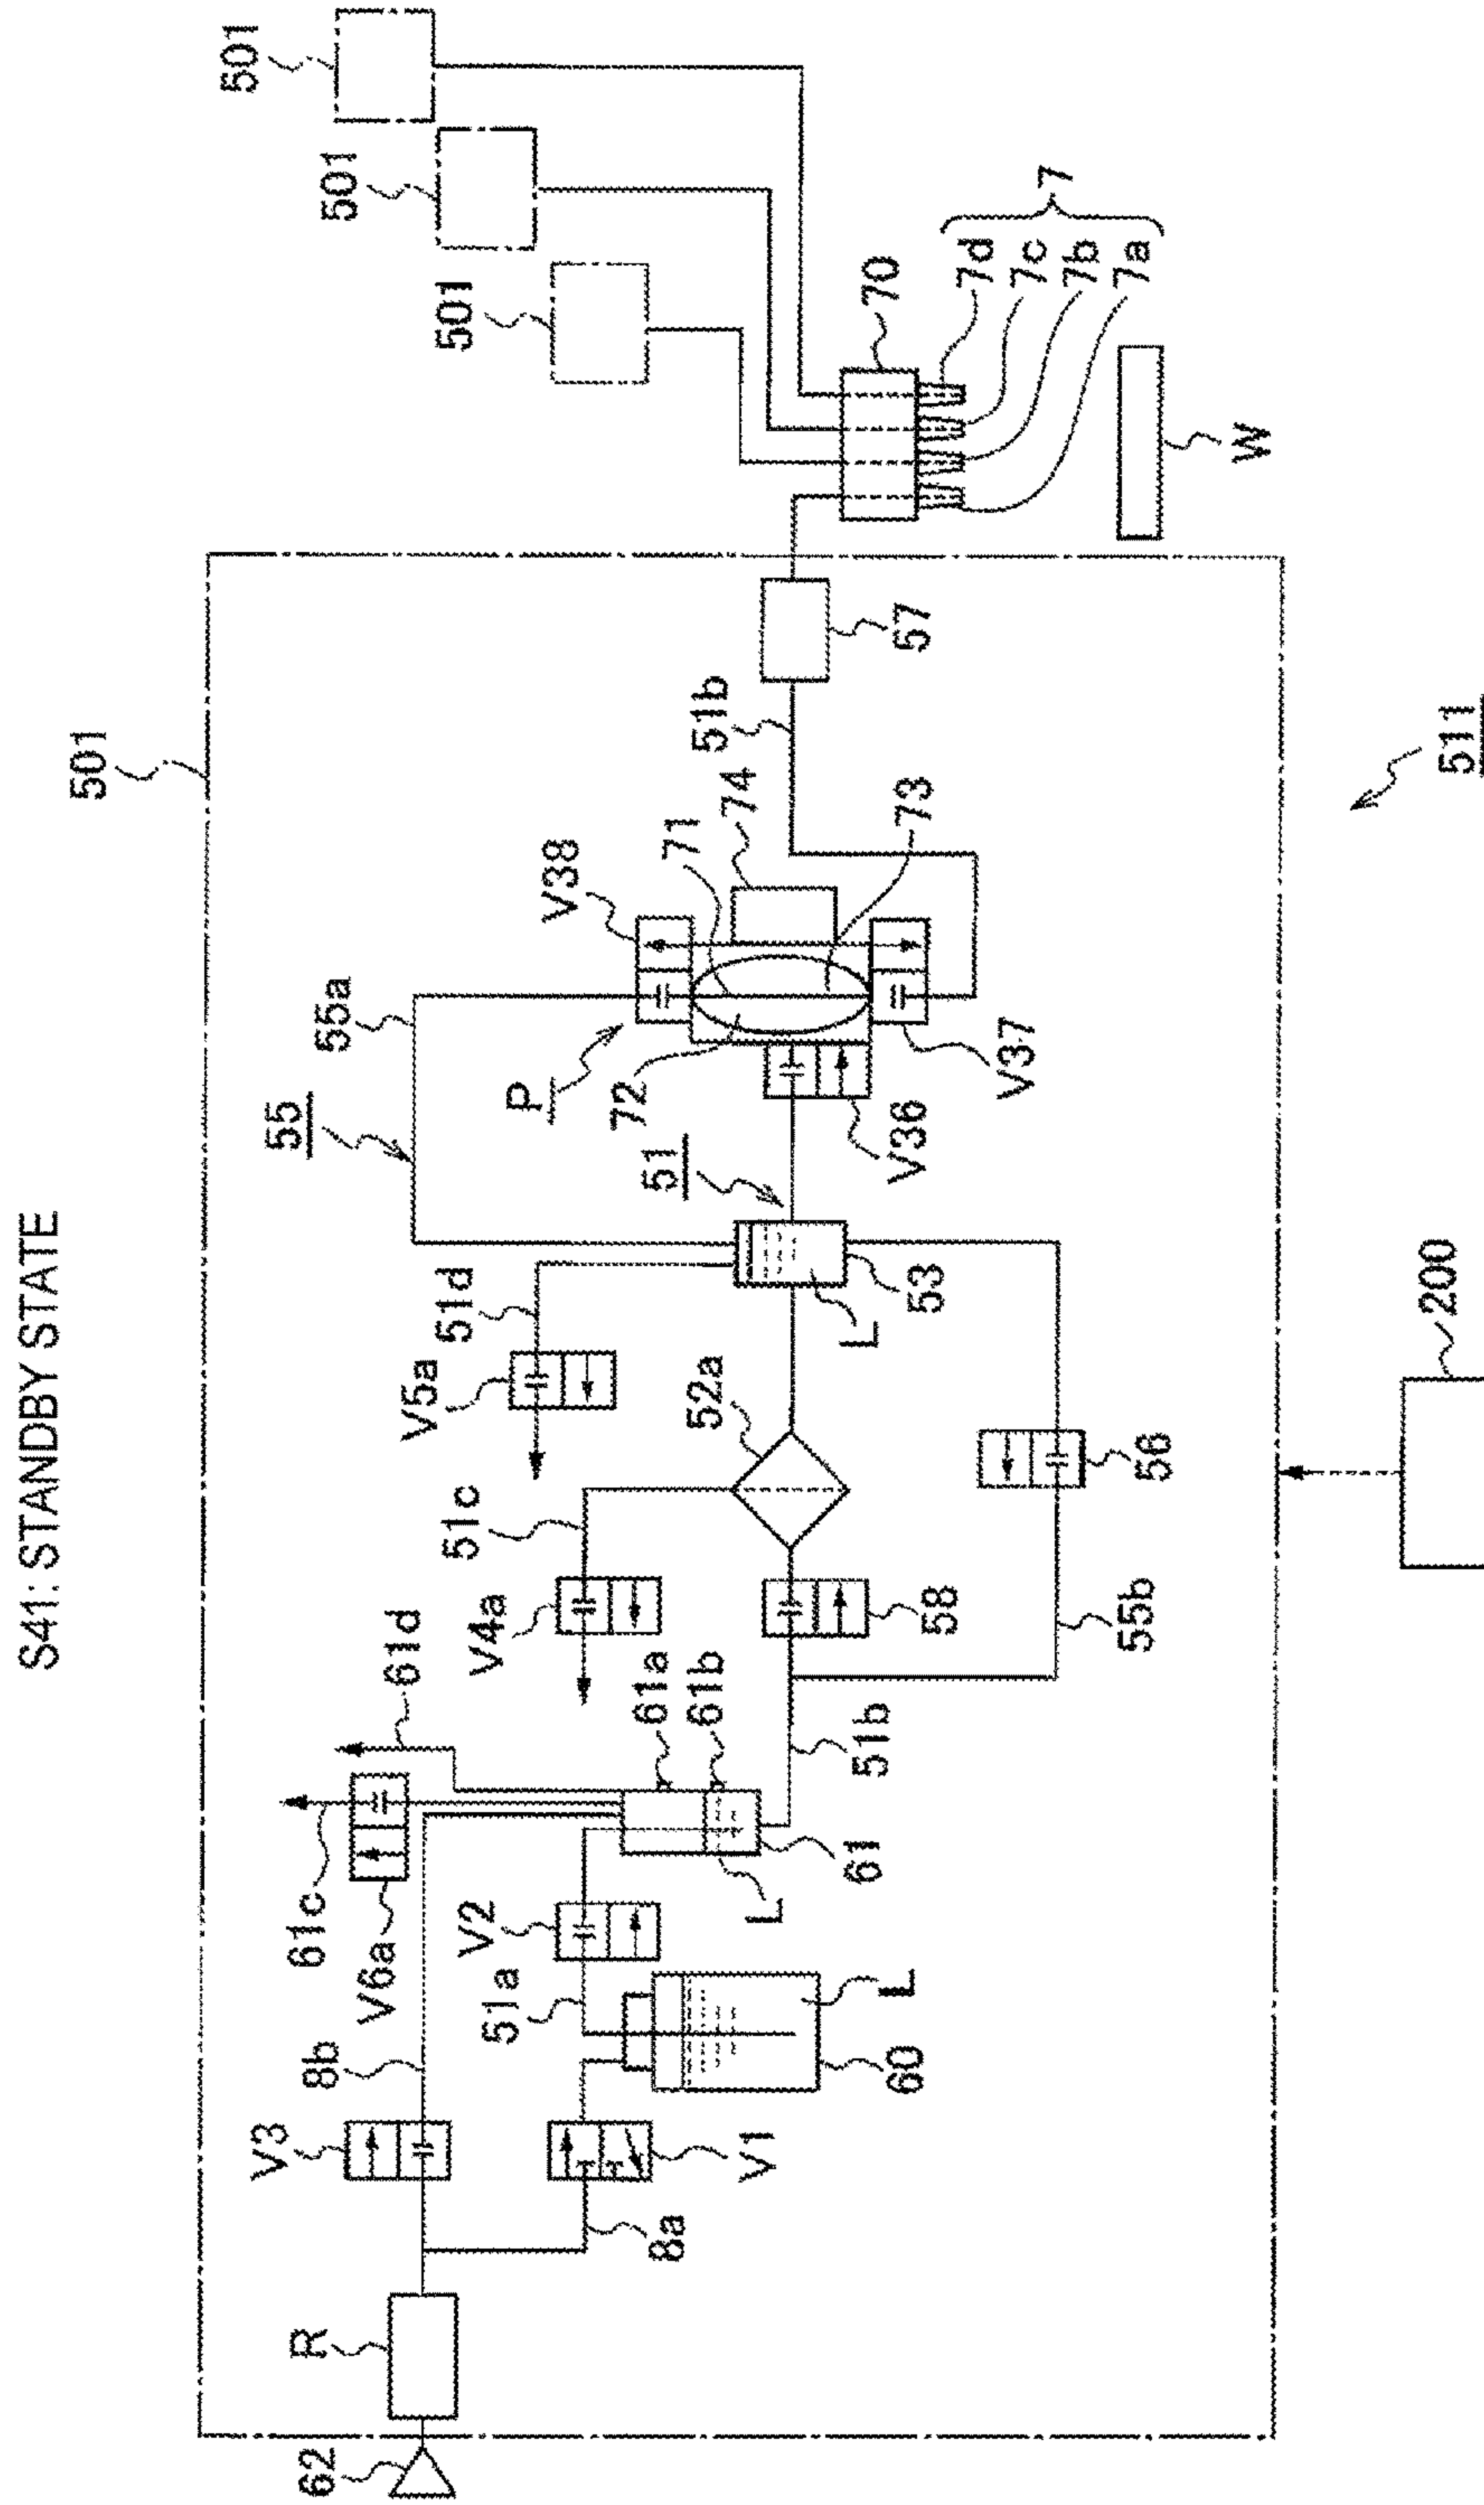 S41: STANDBY STATE
501
501
501
501
55
55a
V38
71
74
51b
57
70
7
7d
7c
7b
7a
W
P
72
73
V37
V36
51
51d
V5a
53
L
52a
51c
V4a
61d
61a
61b
58
56
55b
51b
61c
V6a
V2
L
61
51a
8b
L
60
V3
V1
8a
R
62
200
511